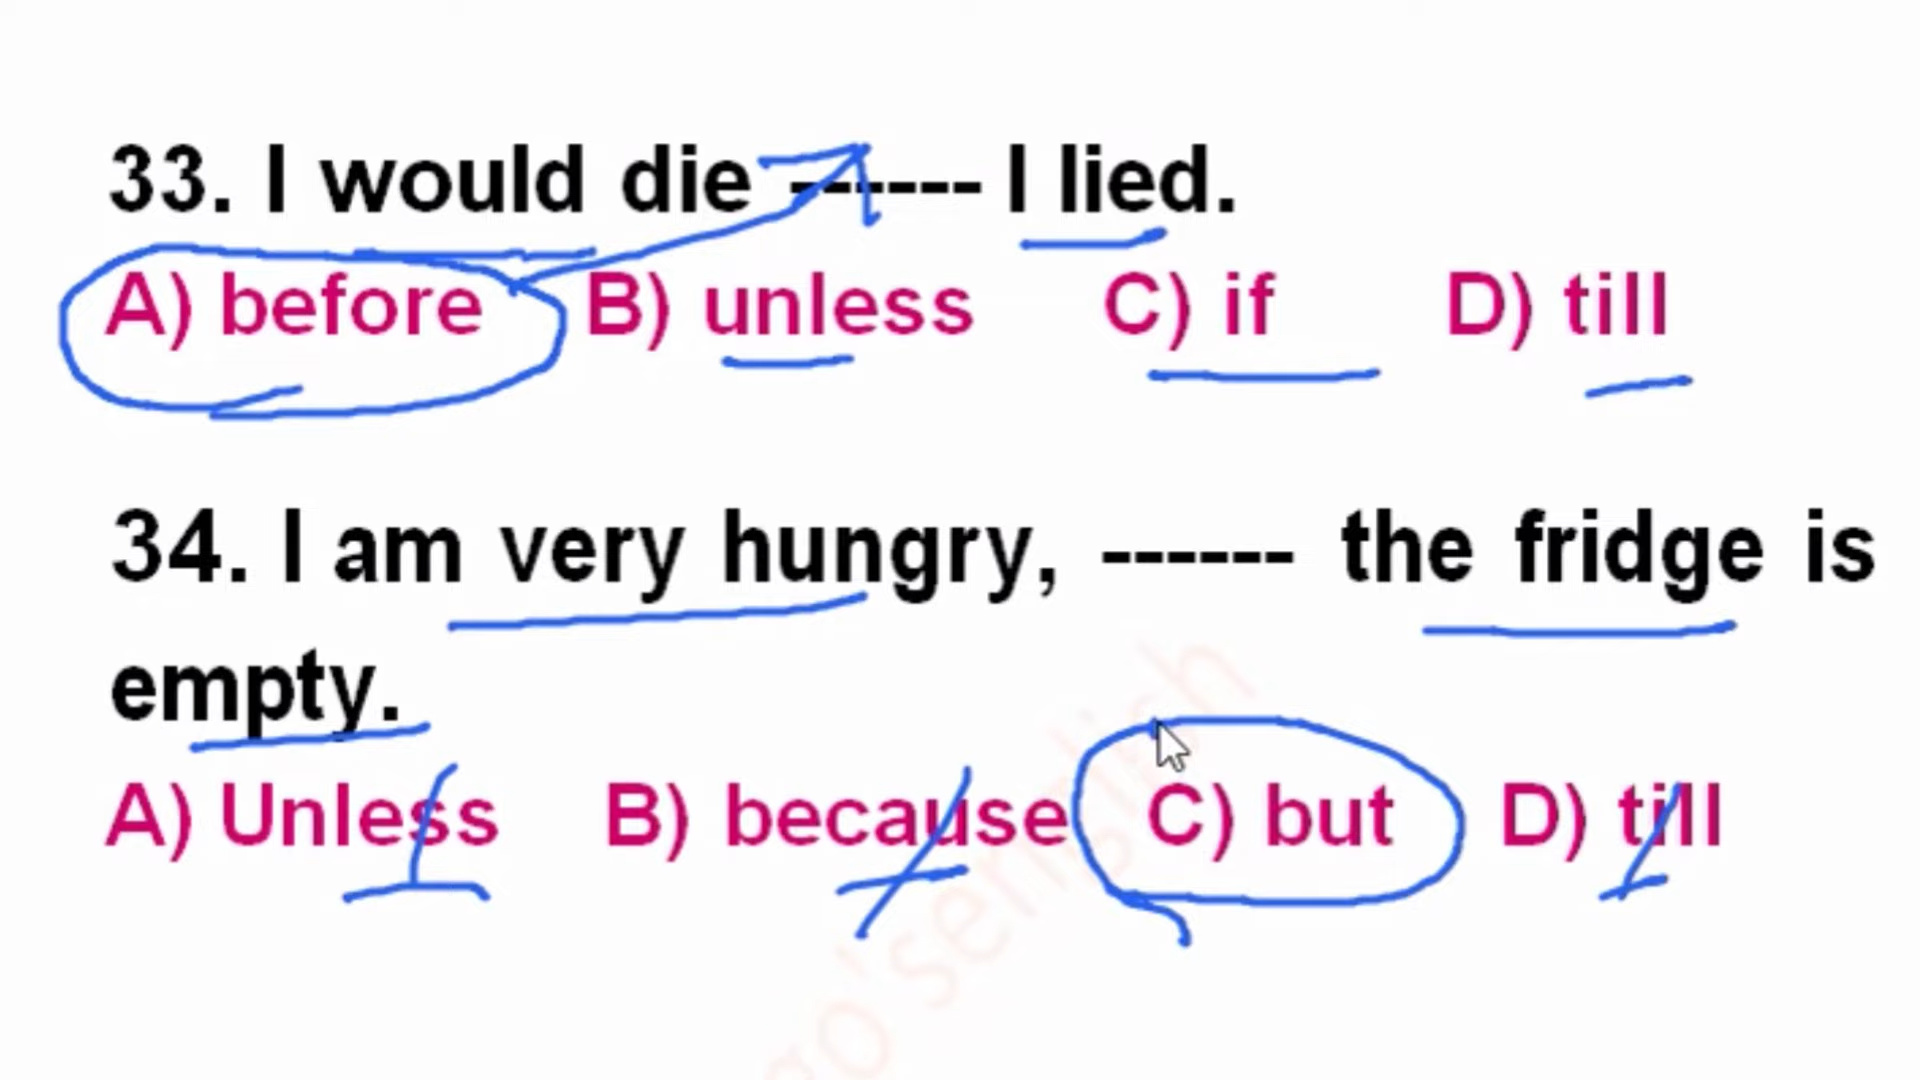 33. I would die ------ I lied.
A) before B) unless C) if D) till
34. I am very hungry, ------ the fridge is
empty.
A) Unless B) because C) but D) till